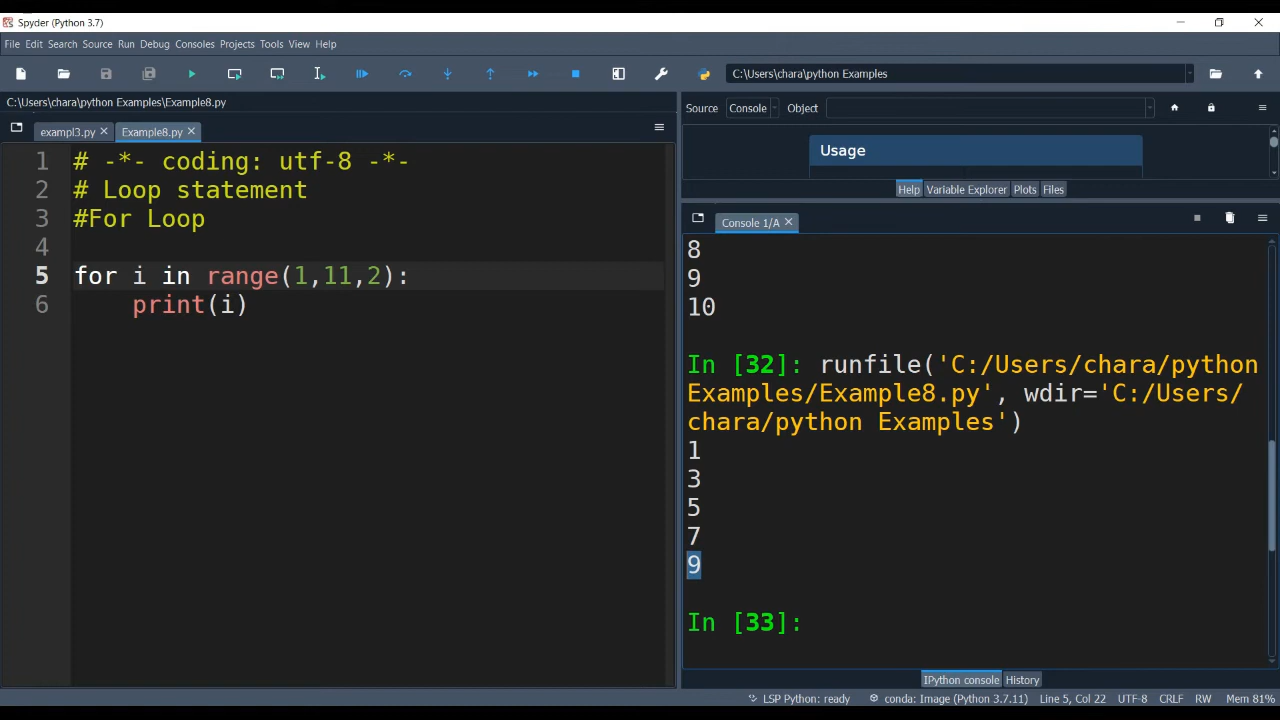 Spyder (Python 3.7)
File Edit Search Source Run Debug Consoles Projects Tools View Help
C:\Users\chara\python Examples
C:\Users\chara\python Examples\Example8.py
exampl3.py
Example8.py
1 # -*- coding: utf-8 -*-
2 # Loop statement
3 #For Loop
4
5 for i in range(1,11,2):
6     print(i)
Source Console Object
Usage
Help Variable Explorer Plots Files
Console 1/A
8
9
10
In [32]: runfile('C:/Users/chara/python
Examples/Example8.py', wdir='C:/Users/
chara/python Examples')
1
3
5
7
9
In [33]:
IPython console History
LSP Python: ready conda: Image (Python 3.7.11) Line 5, Col 22 UTF-8 CRLF RW Mem 81%